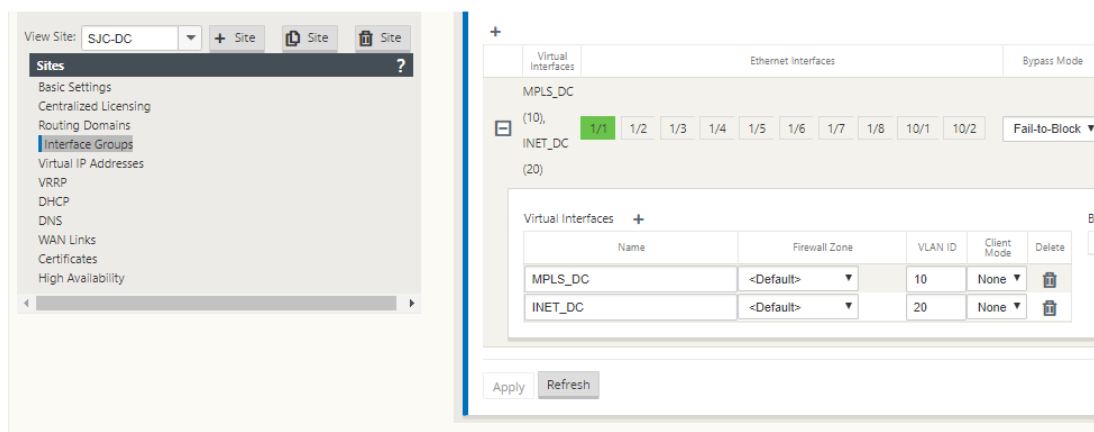 View Site: SJC-DC + Site Site Site
Sites ?
Basic Settings
Centralized Licensing
Routing Domains
Interface Groups
Virtual IP Addresses
VRRP
DHCP
DNS
WAN Links
Certificates
High Availability
+
Virtual Interfaces Ethernet Interfaces Bypass Mode
MPLS_DC
(10),
INET_DC
(20)
1/1 1/2 1/3 1/4 1/5 1/6 1/7 1/8 10/1 10/2 Fail-to-Block
Virtual Interfaces + B
Name Firewall Zone VLAN ID Client Mode Delete
MPLS_DC <Default> 10 None
INET_DC <Default> 20 None
Apply Refresh